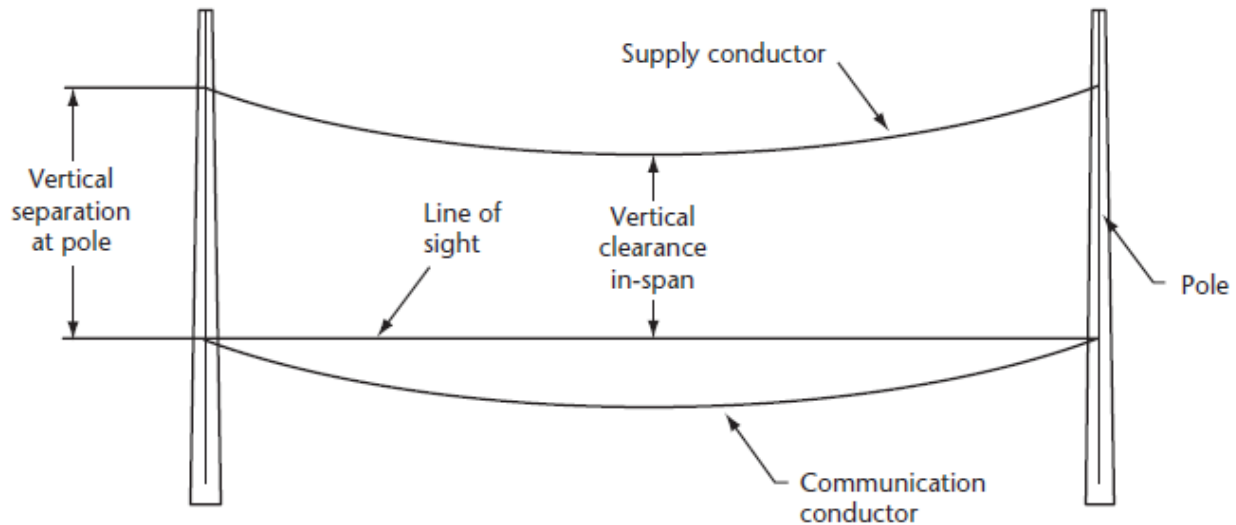 Supply conductor
Vertical
separation
at pole
Line of
sight
Vertical
clearance
in-span
Pole
Communication
conductor